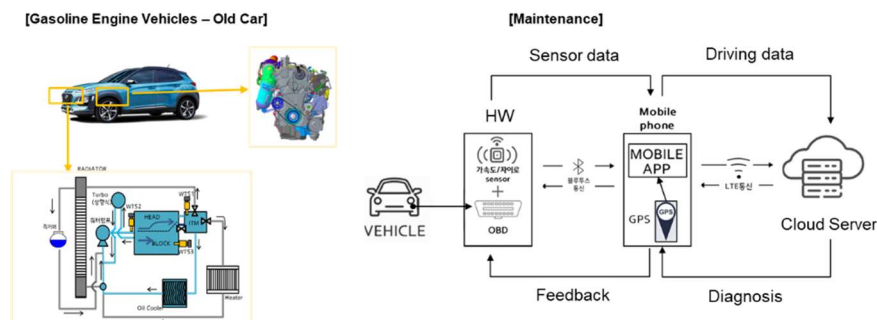 [Gasoline Engine Vehicles – Old Car]
RADIATOR
Turbo
WTS1
WTS2
HEAD
ITM
BLOCK
WTS3
Oil Cooler
Heater
[Maintenance]
Sensor data
Driving data
HW
Mobile
phone
가속도/자이로
sensor
+
OBD
VEHICLE
블루투스
통신
MOBILE
APP
GPS
GPS
LTE통신
Cloud Server
Feedback
Diagnosis